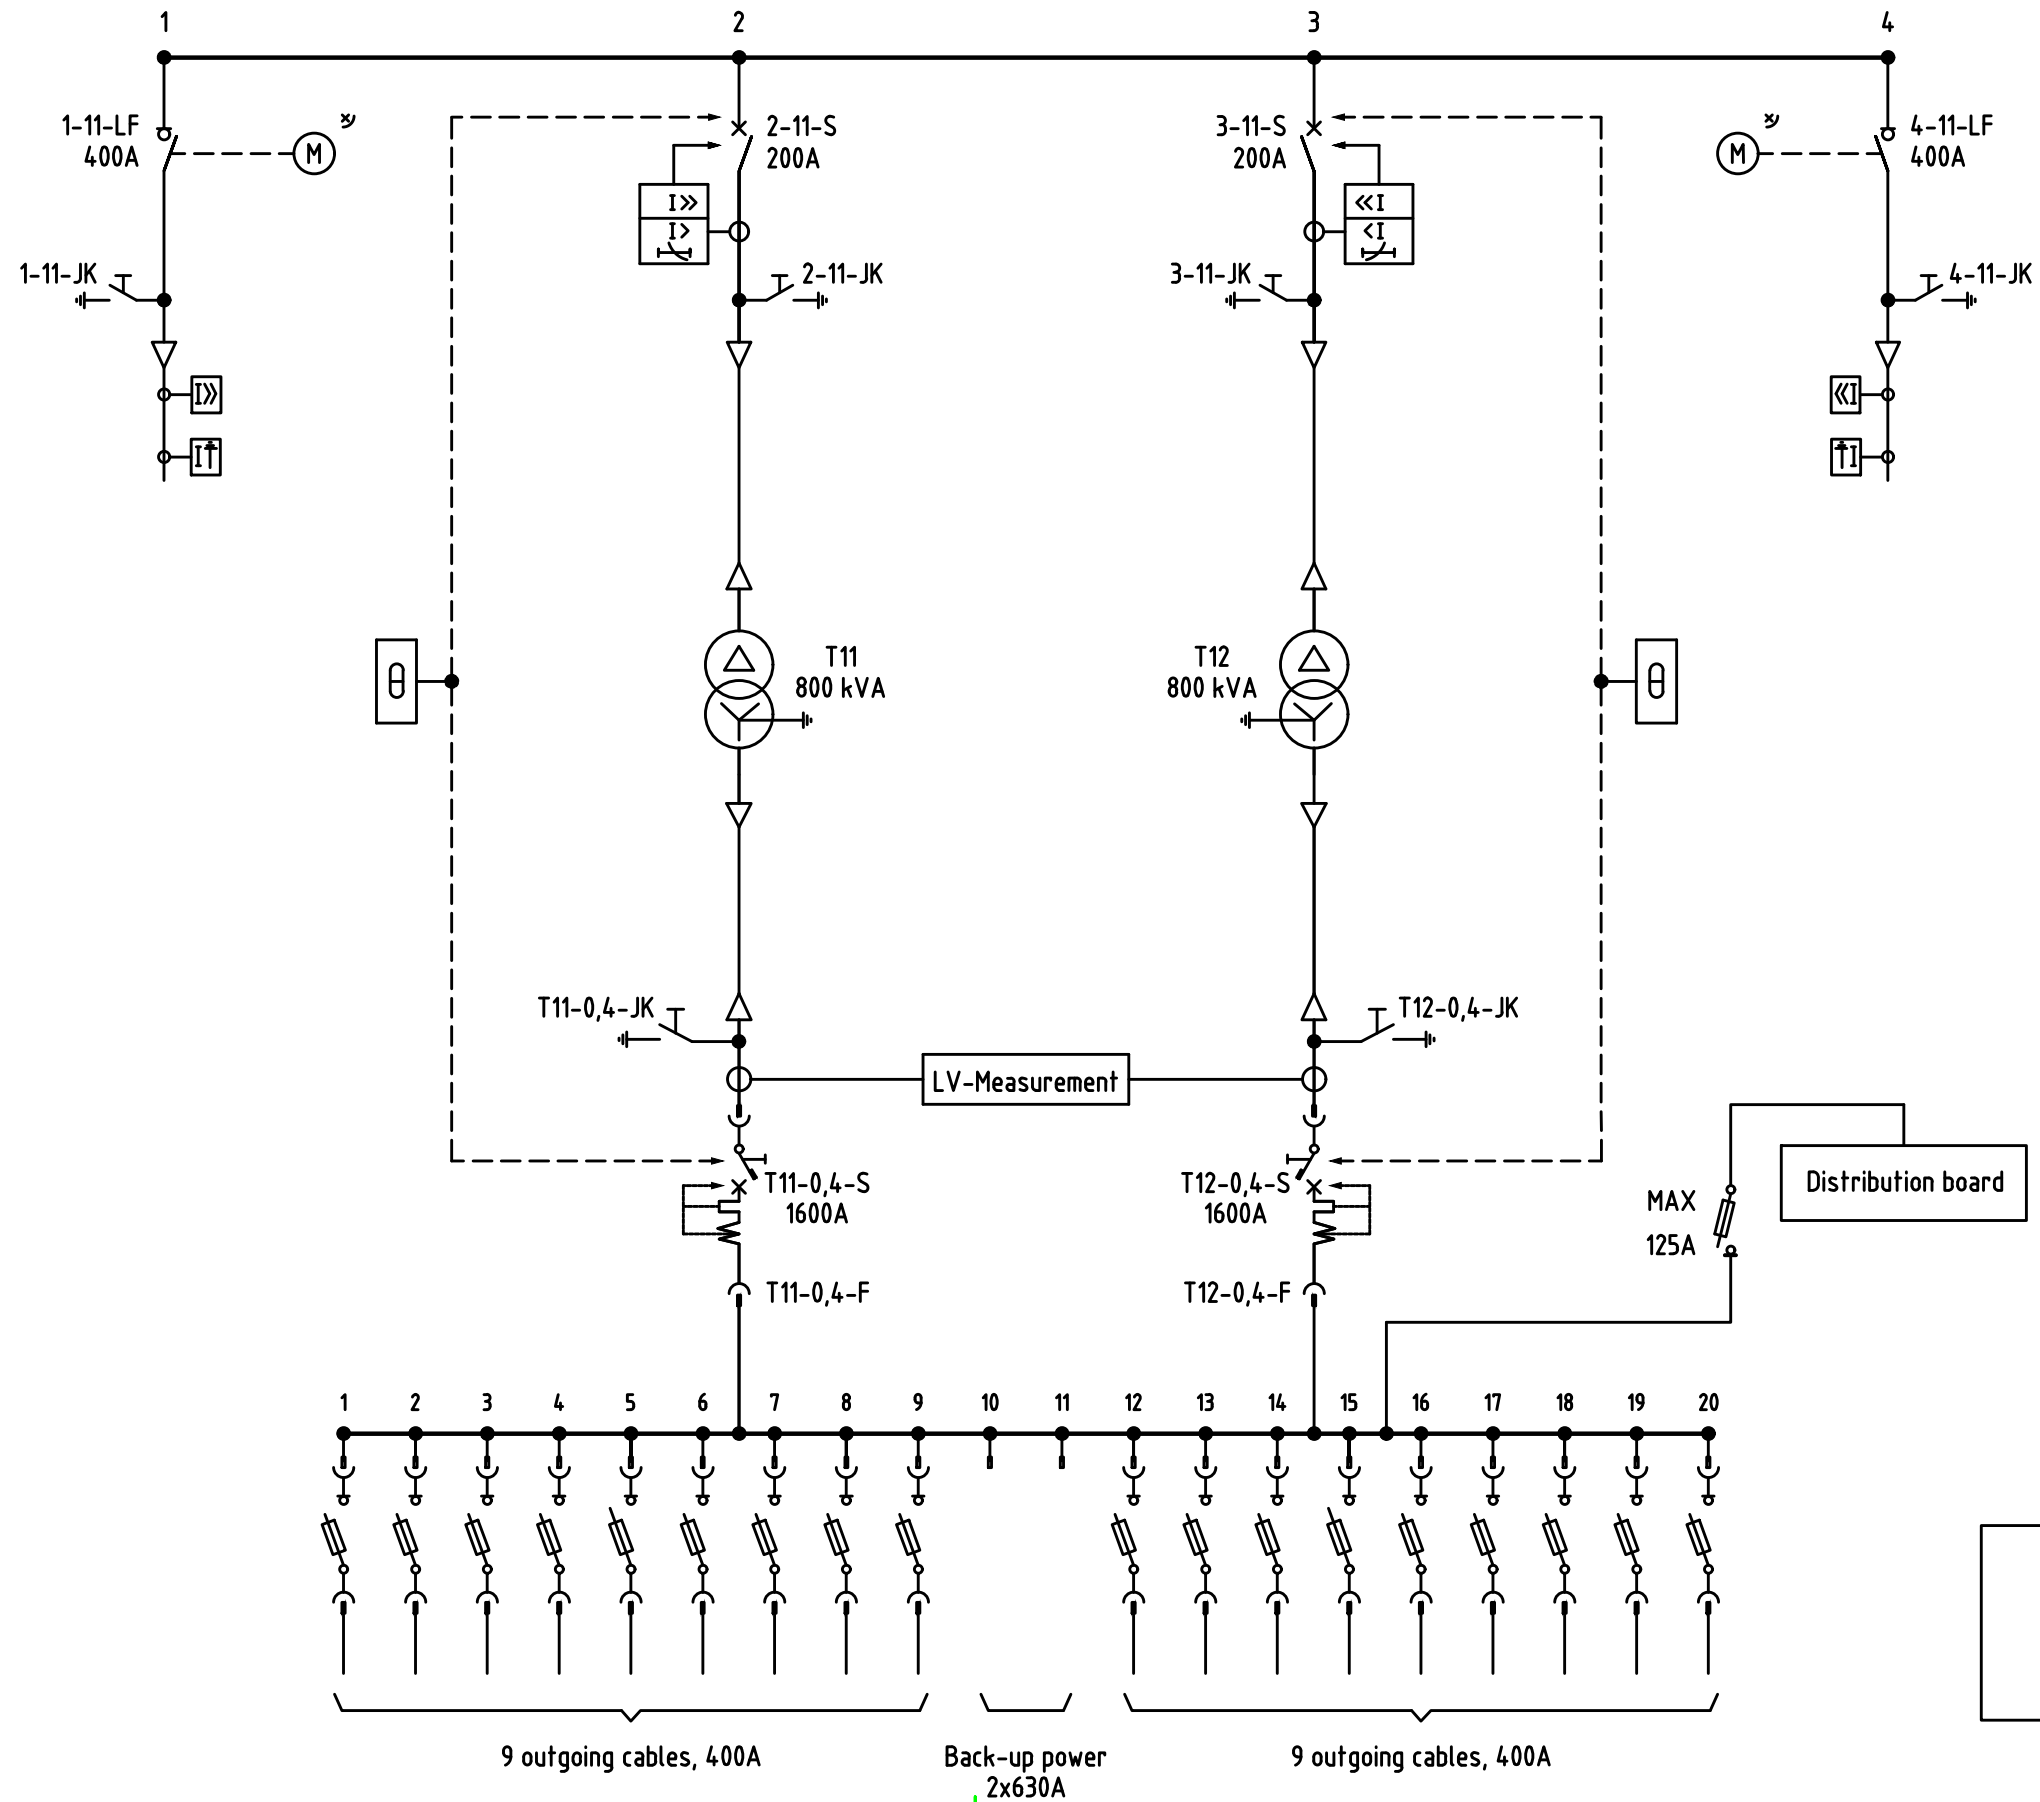 1 2 3 4
1-11-LF
400A
M
x)
2-11-S
200A
3-11-S
200A
M
x)
4-11-LF
400A
I>>
I>
<<I
<I
1-11-JK
2-11-JK
3-11-JK
4-11-JK
I>>
<<I
I
I
T11
800 kVA
T12
800 kVA
θ
θ
T11-0,4-JK
T12-0,4-JK
LV-Measurement
T11-0,4-S
1600A
T12-0,4-S
1600A
MAX
125A
Distribution board
T11-0,4-F
T12-0,4-F
1 2 3 4 5 6 7 8 9 10 11 12 13 14 15 16 17 18 19 20
9 outgoing cables, 400A
Back-up power
2x630A
9 outgoing cables, 400A